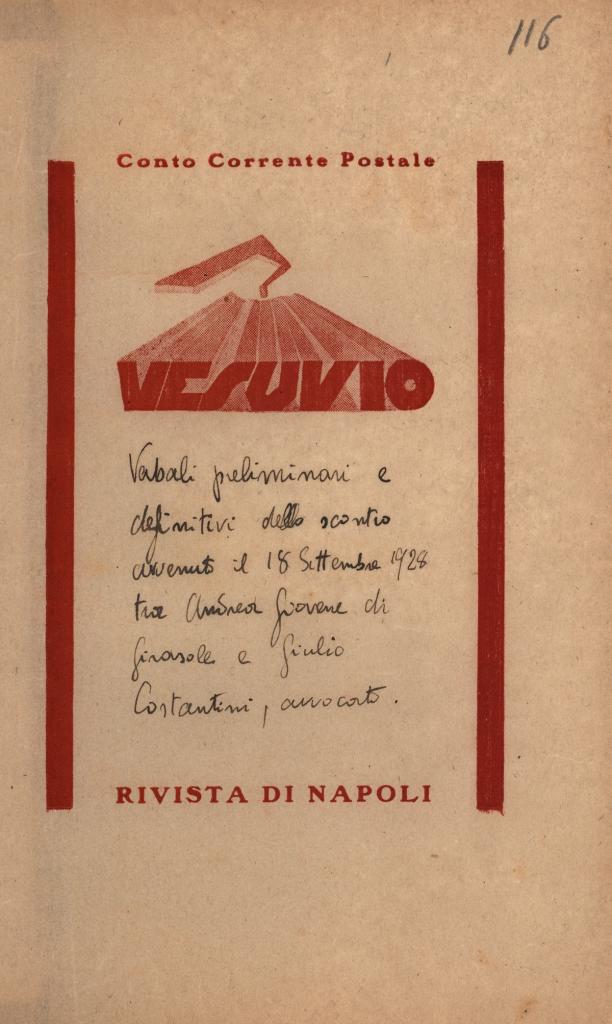 116
Conto Corrente Postale
VESUVIO
Vabali preliminari e
definitivi dello scontro
avvenuto il 18 Settembre 1928
tra Andrea Giovene di
Girasole e Giulio
Costantini, avvocato.
RIVISTA DI NAPOLI